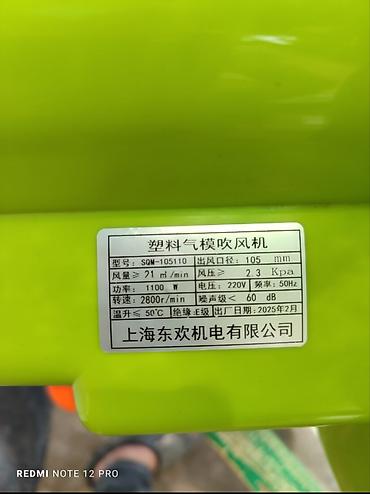 塑料气模吹风机
型号：SQM-105110 出风口径：105 mm
风量≥ 21 ㎥/min 风压≥ 2.3 Kpa
功率： 1100 W 电压：220V 频率：50Hz
转速：2800r/min 噪声级＜ 60 dB
温升≤ 50℃ 绝缘：E级 出厂日期：2025年2月
上海东欢机电有限公司
REDMI NOTE 12 PRO